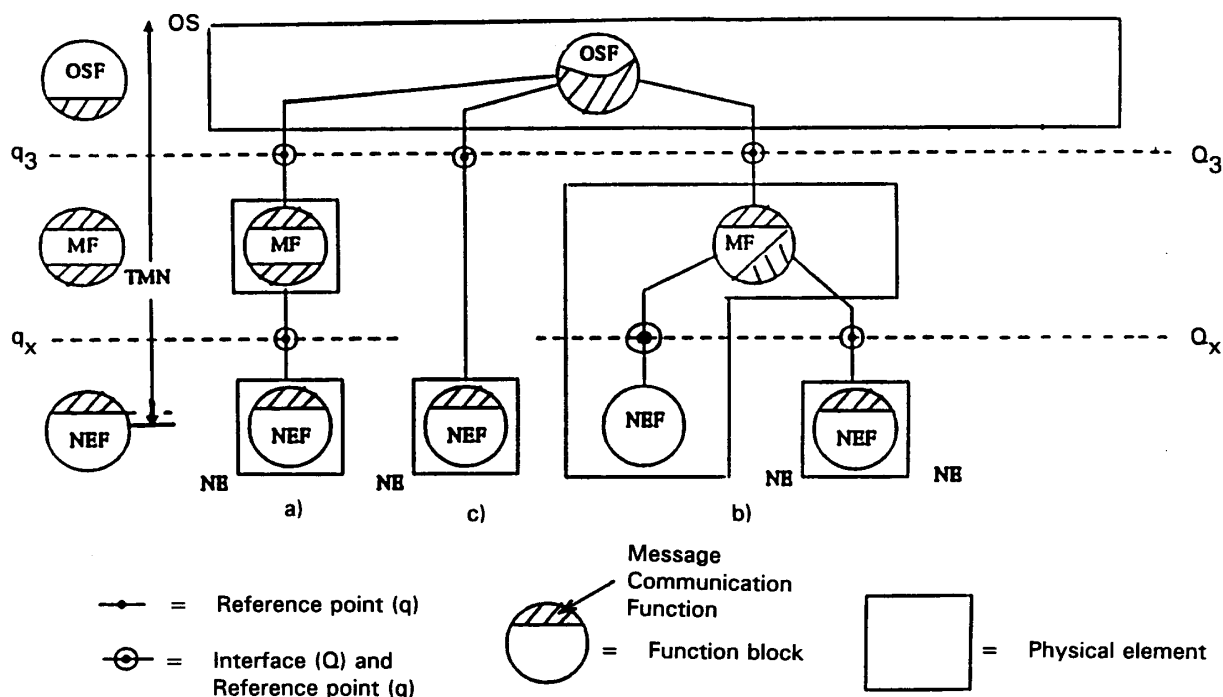 OS
OSF
OSF
q3
Q3
MF
TMN
MF
MF
qx
Qx
NEF
NEF
NEF
NEF
NEF
NE
NE
NE
NE
a)
c)
b)
Message
Communication
Function
= Reference point (q)
= Function block
= Physical element
= Interface (Q) and
Reference point (q)